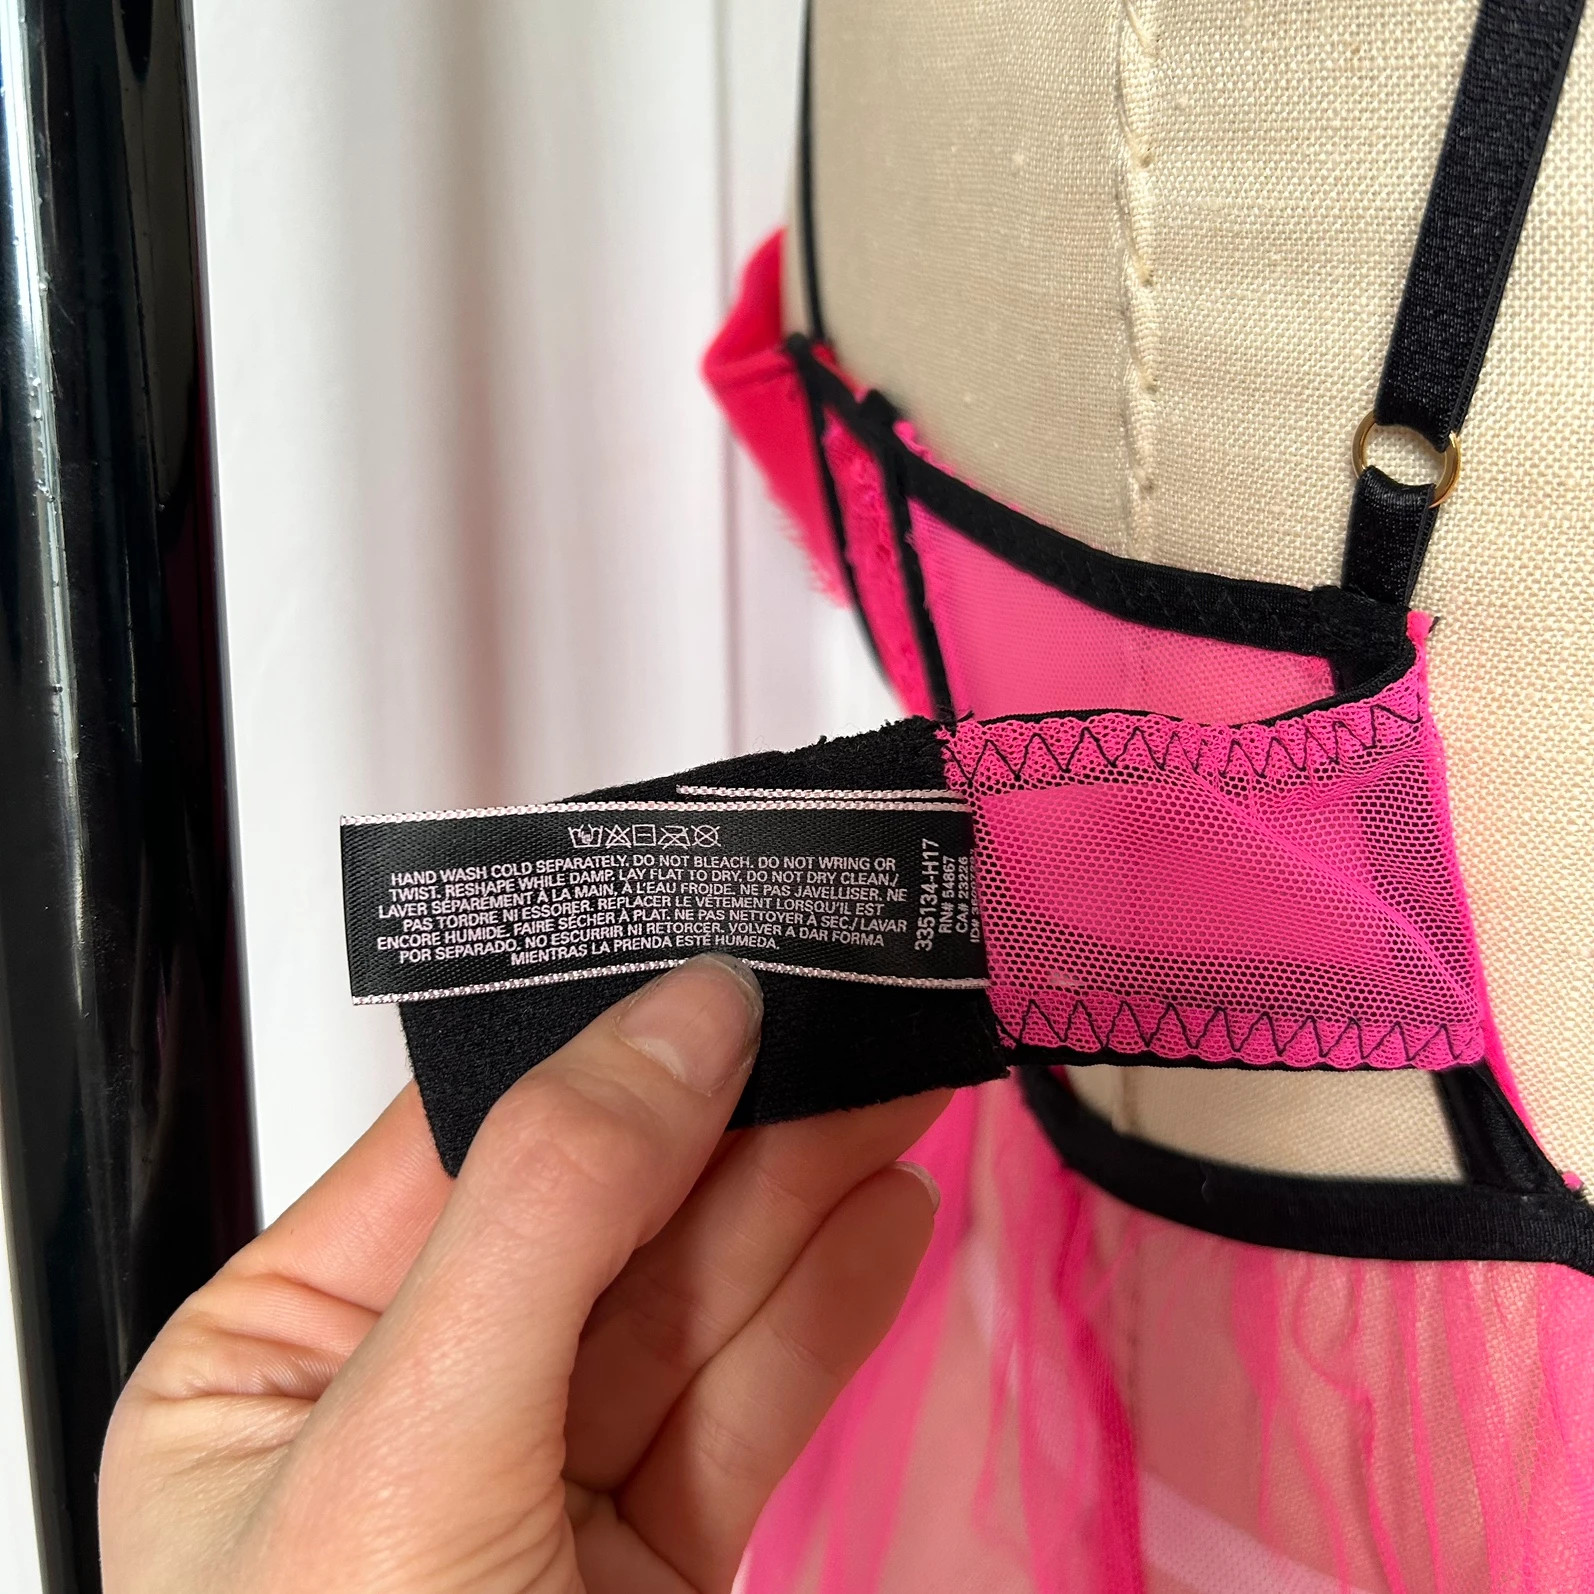 HAND WASH COLD SEPARATELY. DO NOT BLEACH. DO NOT WRING OR
TWIST. RESHAPE WHILE DAMP. LAY FLAT TO DRY, DO NOT DRY CLEAN./
LAVER SÉPARÉMENT À LA MAIN, À L'EAU FROIDE. NE PAS JAVELLISER. NE
PAS TORDRE NI ESSORER. REPLACER LE VÊTEMENT LORSQU'IL EST
ENCORE HUMIDE. FAIRE SÉCHER À PLAT. NE PAS NETTOYER À SEC./ LAVAR
POR SEPARADO. NO ESCURRIR NI RETORCER. VOLVER A DAR FORMA
MIENTRAS LA PRENDA ESTÉ HÚMEDA.
335134-H17
RN# 54867
CA# 23226
ID#